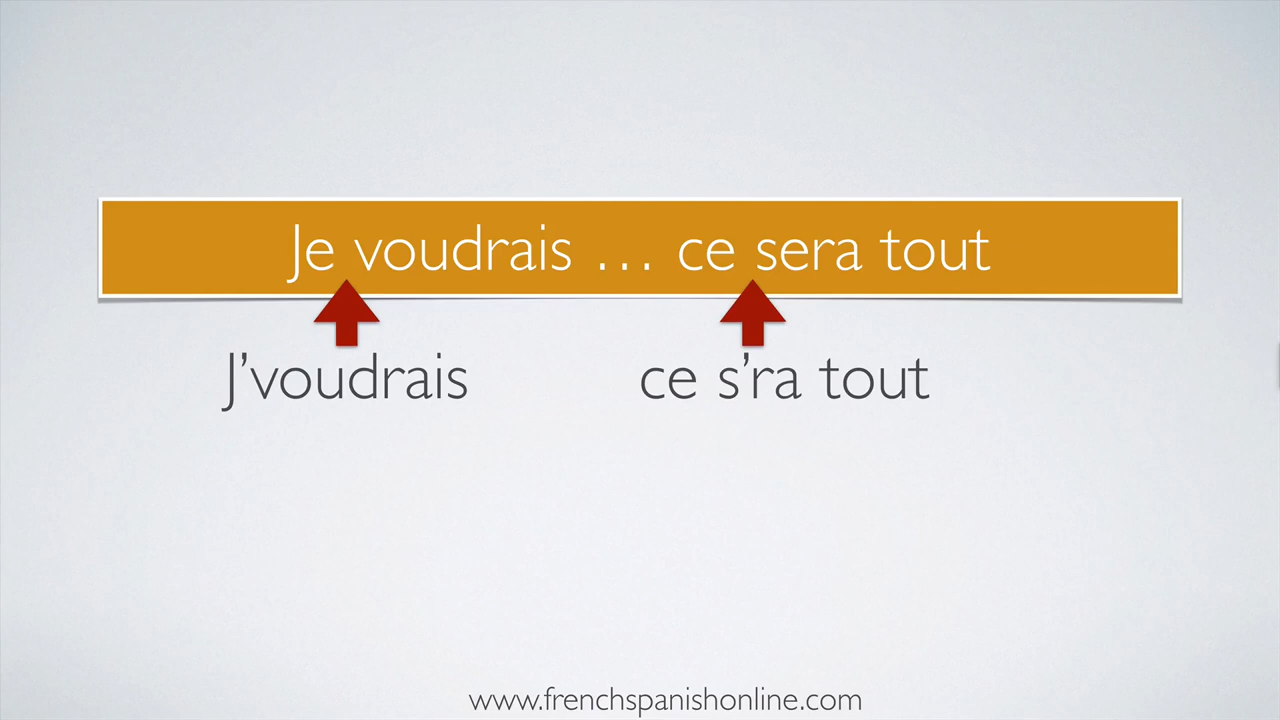 Je voudrais … ce sera tout
J’voudrais ce s’ra tout
www.frenchspanishonline.com